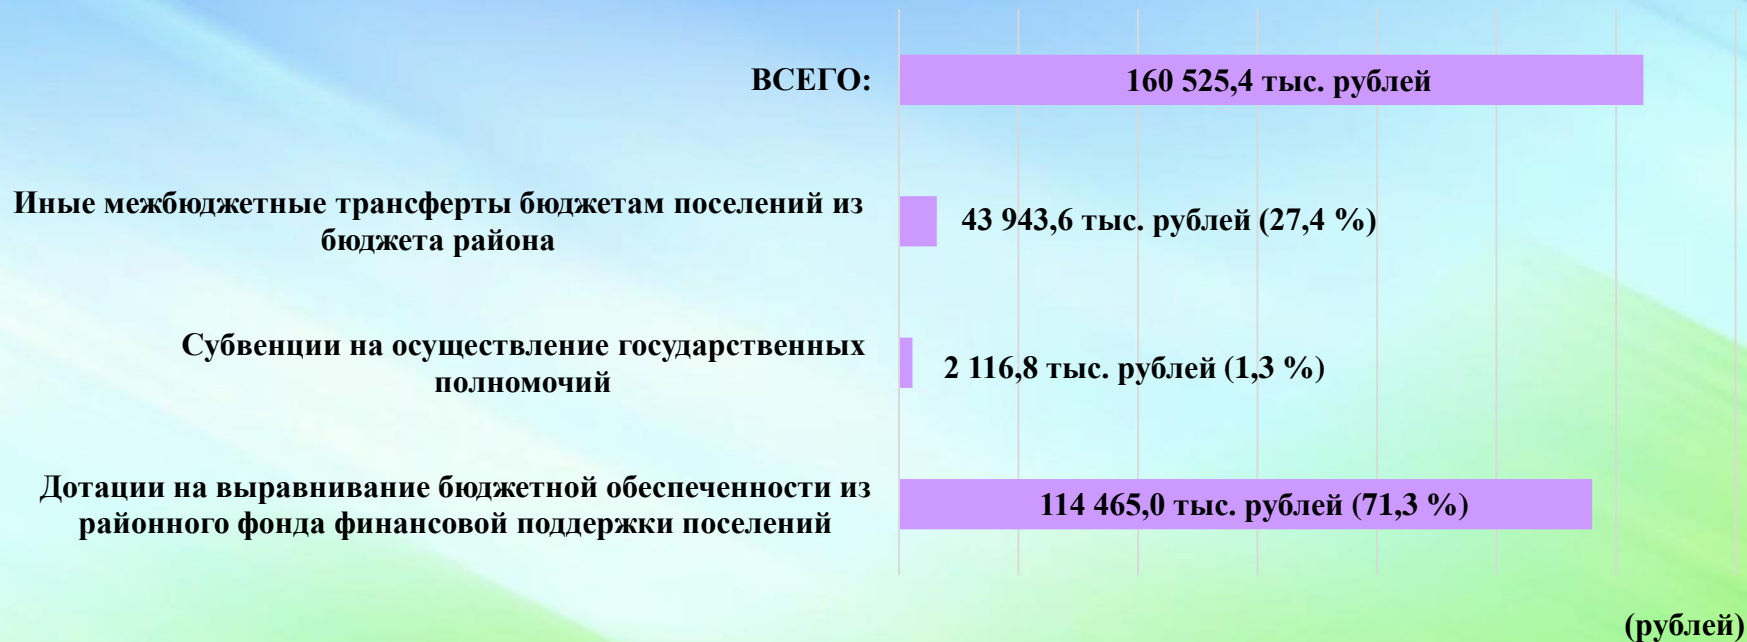 ВСЕГО:
160 525,4 тыс. рублей
Иные межбюджетные трансферты бюджетам поселений из
бюджета района
43 943,6 тыс. рублей (27,4 %)
Субвенции на осуществление государственных
полномочий
2 116,8 тыс. рублей (1,3 %)
Дотации на выравнивание бюджетной обеспеченности из
районного фонда финансовой поддержки поселений
114 465,0 тыс. рублей (71,3 %)
(рублей)